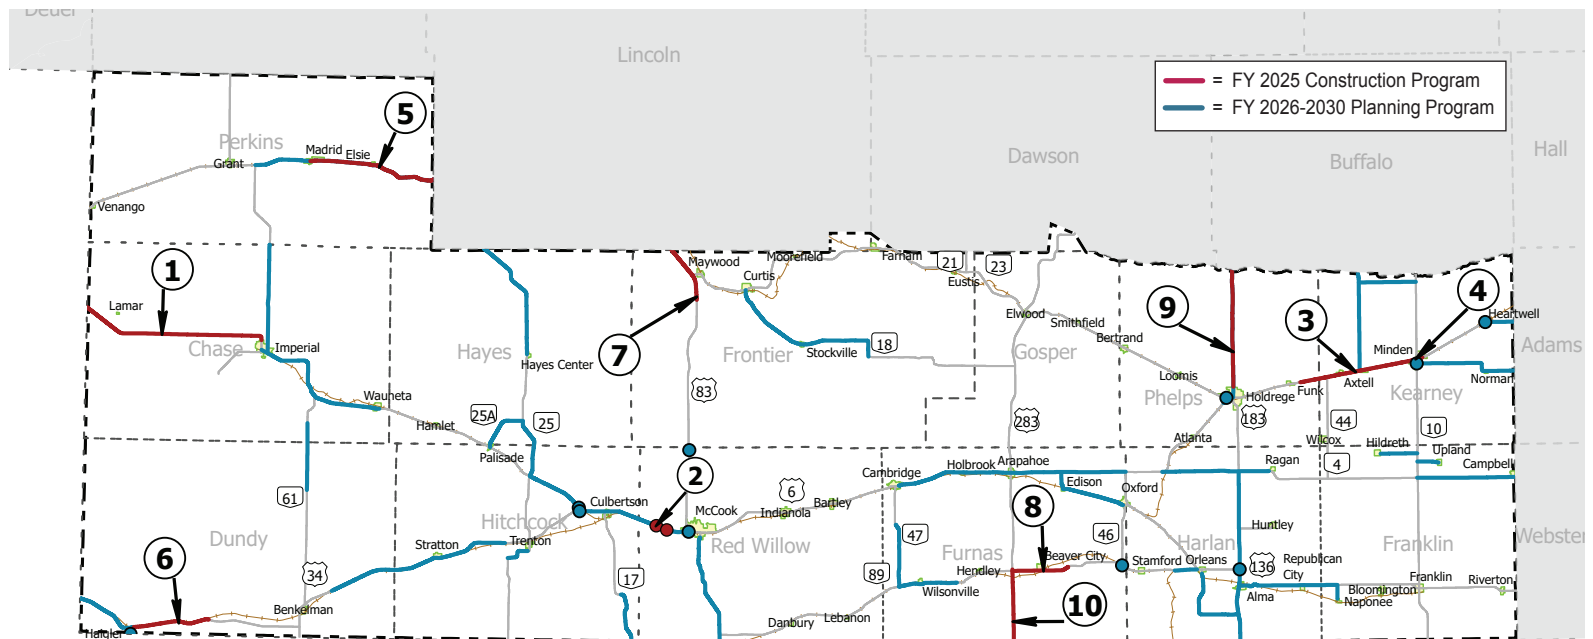 Deuel
Lincoln
= FY 2025 Construction Program
= FY 2026-2030 Planning Program
5
Perkins
Madrid
Elsie
Grant
Dawson
Buffalo
Hall
Venango
1
Lamar
Chase
Imperial
Wauneta
Hayes
Hayes Center
Hamlet
25A
25
Palisade
Maywood
Curtis
Moorefield
Farnam
21
23
Eustis
7
Frontier
Stockville
18
83
Elwood
Smithfield
Gosper
Bertrand
Loomis
283
9
3
4
Heartwell
Minden
Adams
Norman
Axtell
Kearney
Funk
Phelps
Holdrege
183
44
10
Atlanta
Wilcox
Hildreth
Upland
4
Campbell
Ragan
61
2
Culbertson
McCook
6
Indianola
Bartley
Cambridge
Holbrook
Arapahoe
Edison
Oxford
Hitchcock
Red Willow
Dundy
Stratton
Trenton
34
6
Benkelman
Haigler
17
47
89
Furnas
8
Hendley
Beaver City
46
Stamford
Orleans
Harlan
Huntley
136
Republican
City
Franklin
Webster
Wilsonville
Lebanon
Danbury
10
Alma
Naponee
Bloomington
Franklin
Riverton